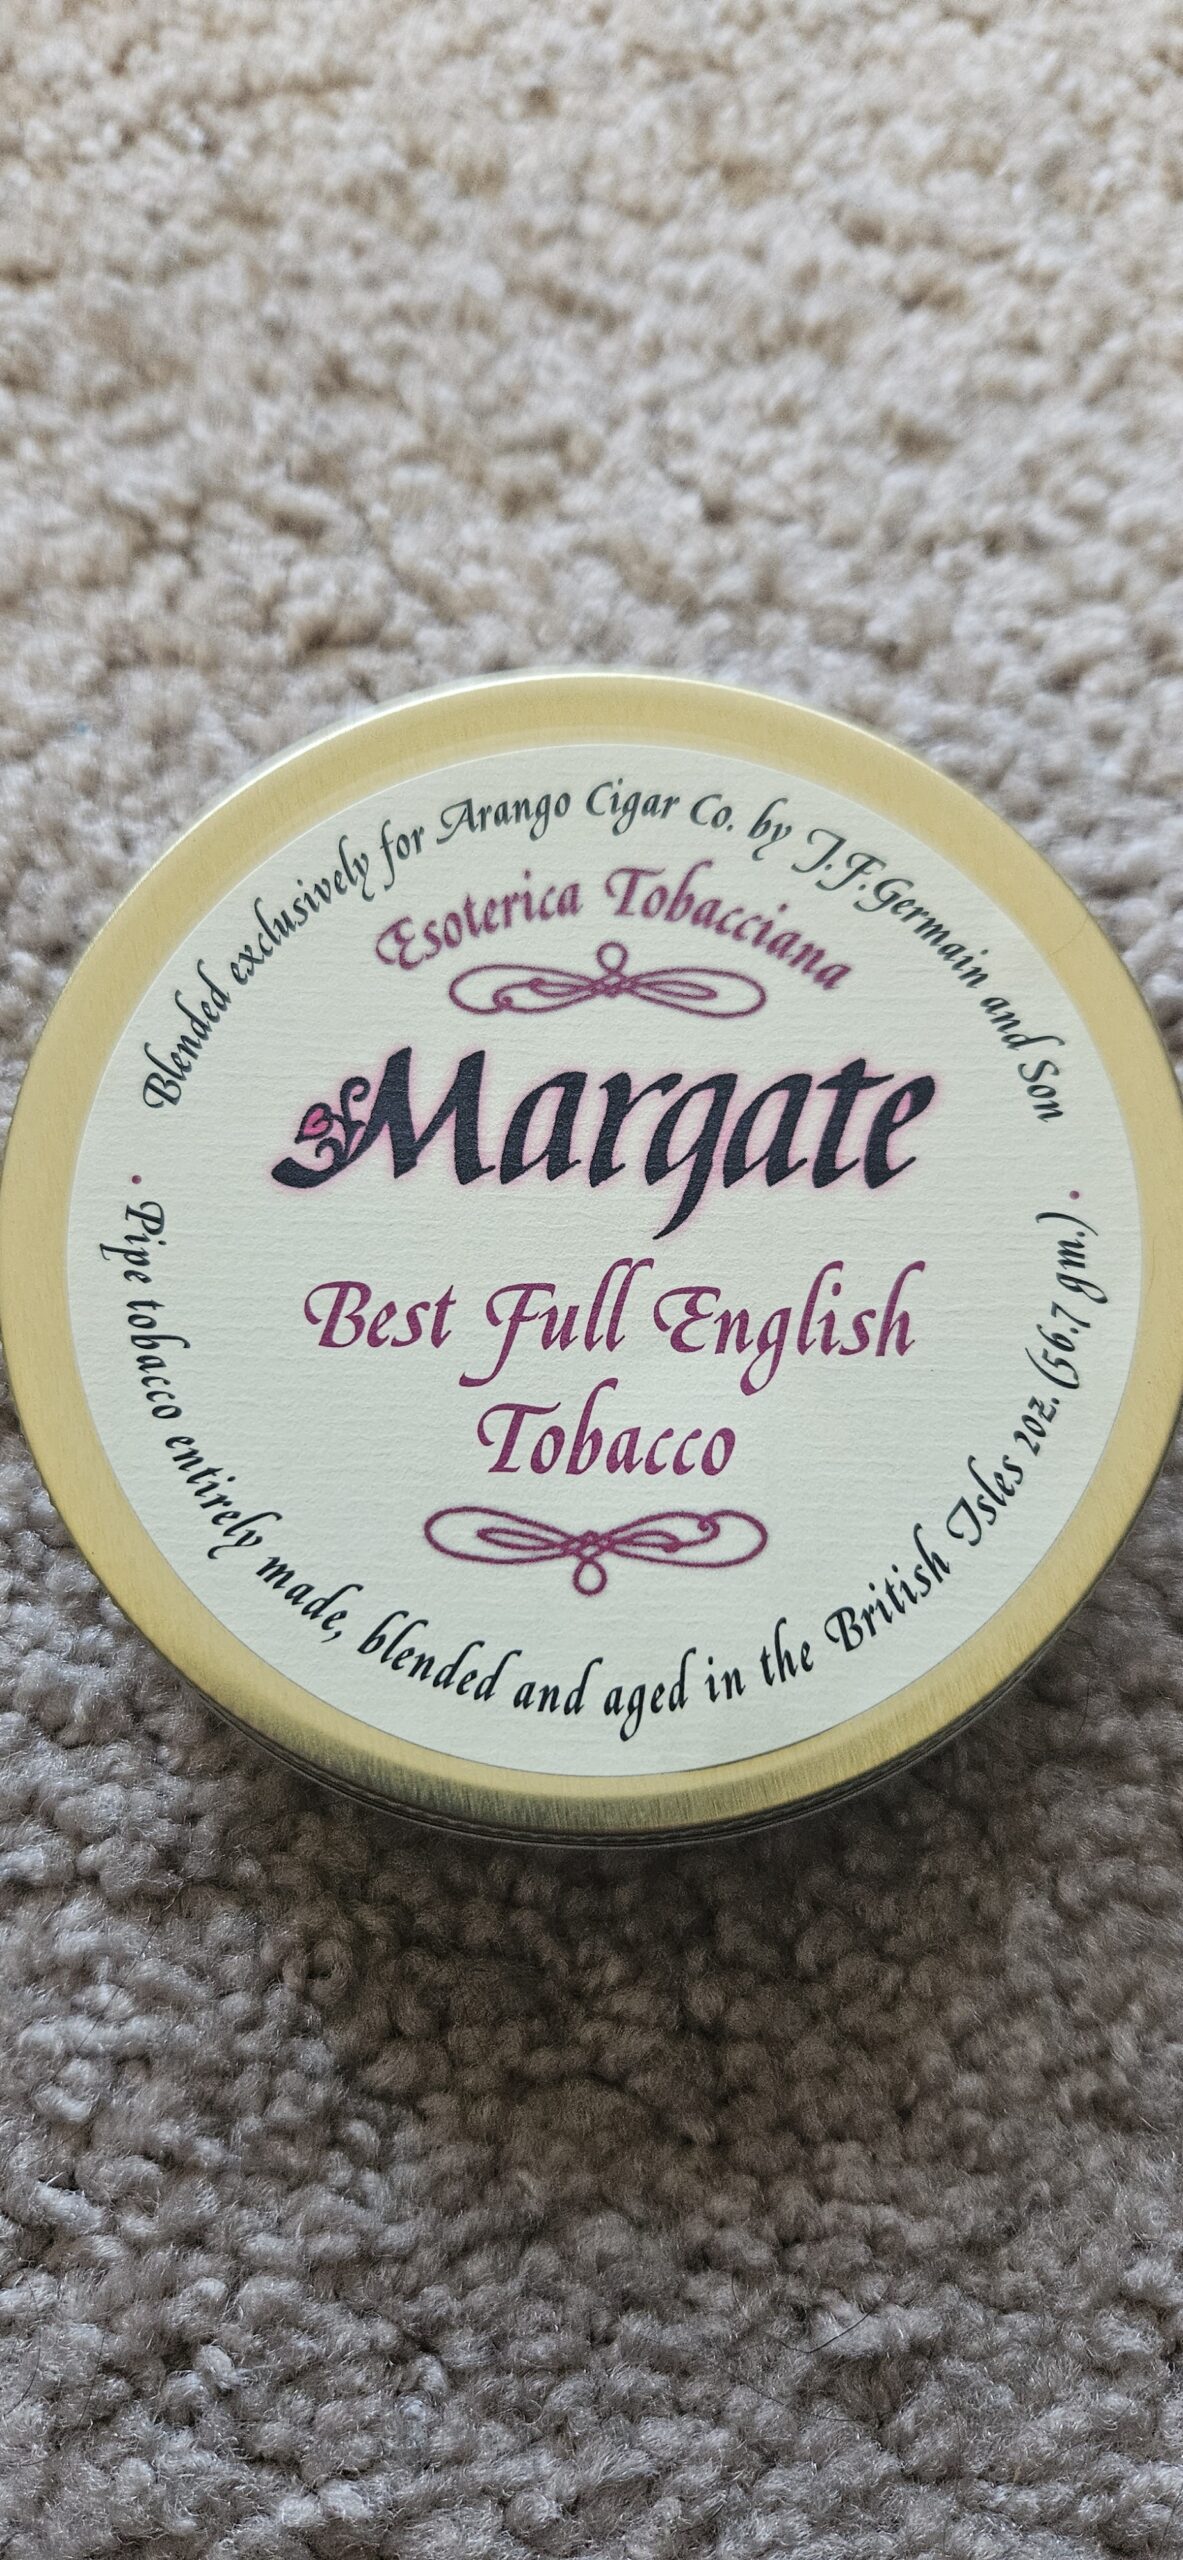 Blended exclusively for Arango Cigar Co. by J.F.Germain and Son
Esoterica Tobacciana
Margate
Best Full English
Tobacco
• Pipe tobacco entirely made, blended and aged in the British Isles 2oz. (56.7 gm.) •